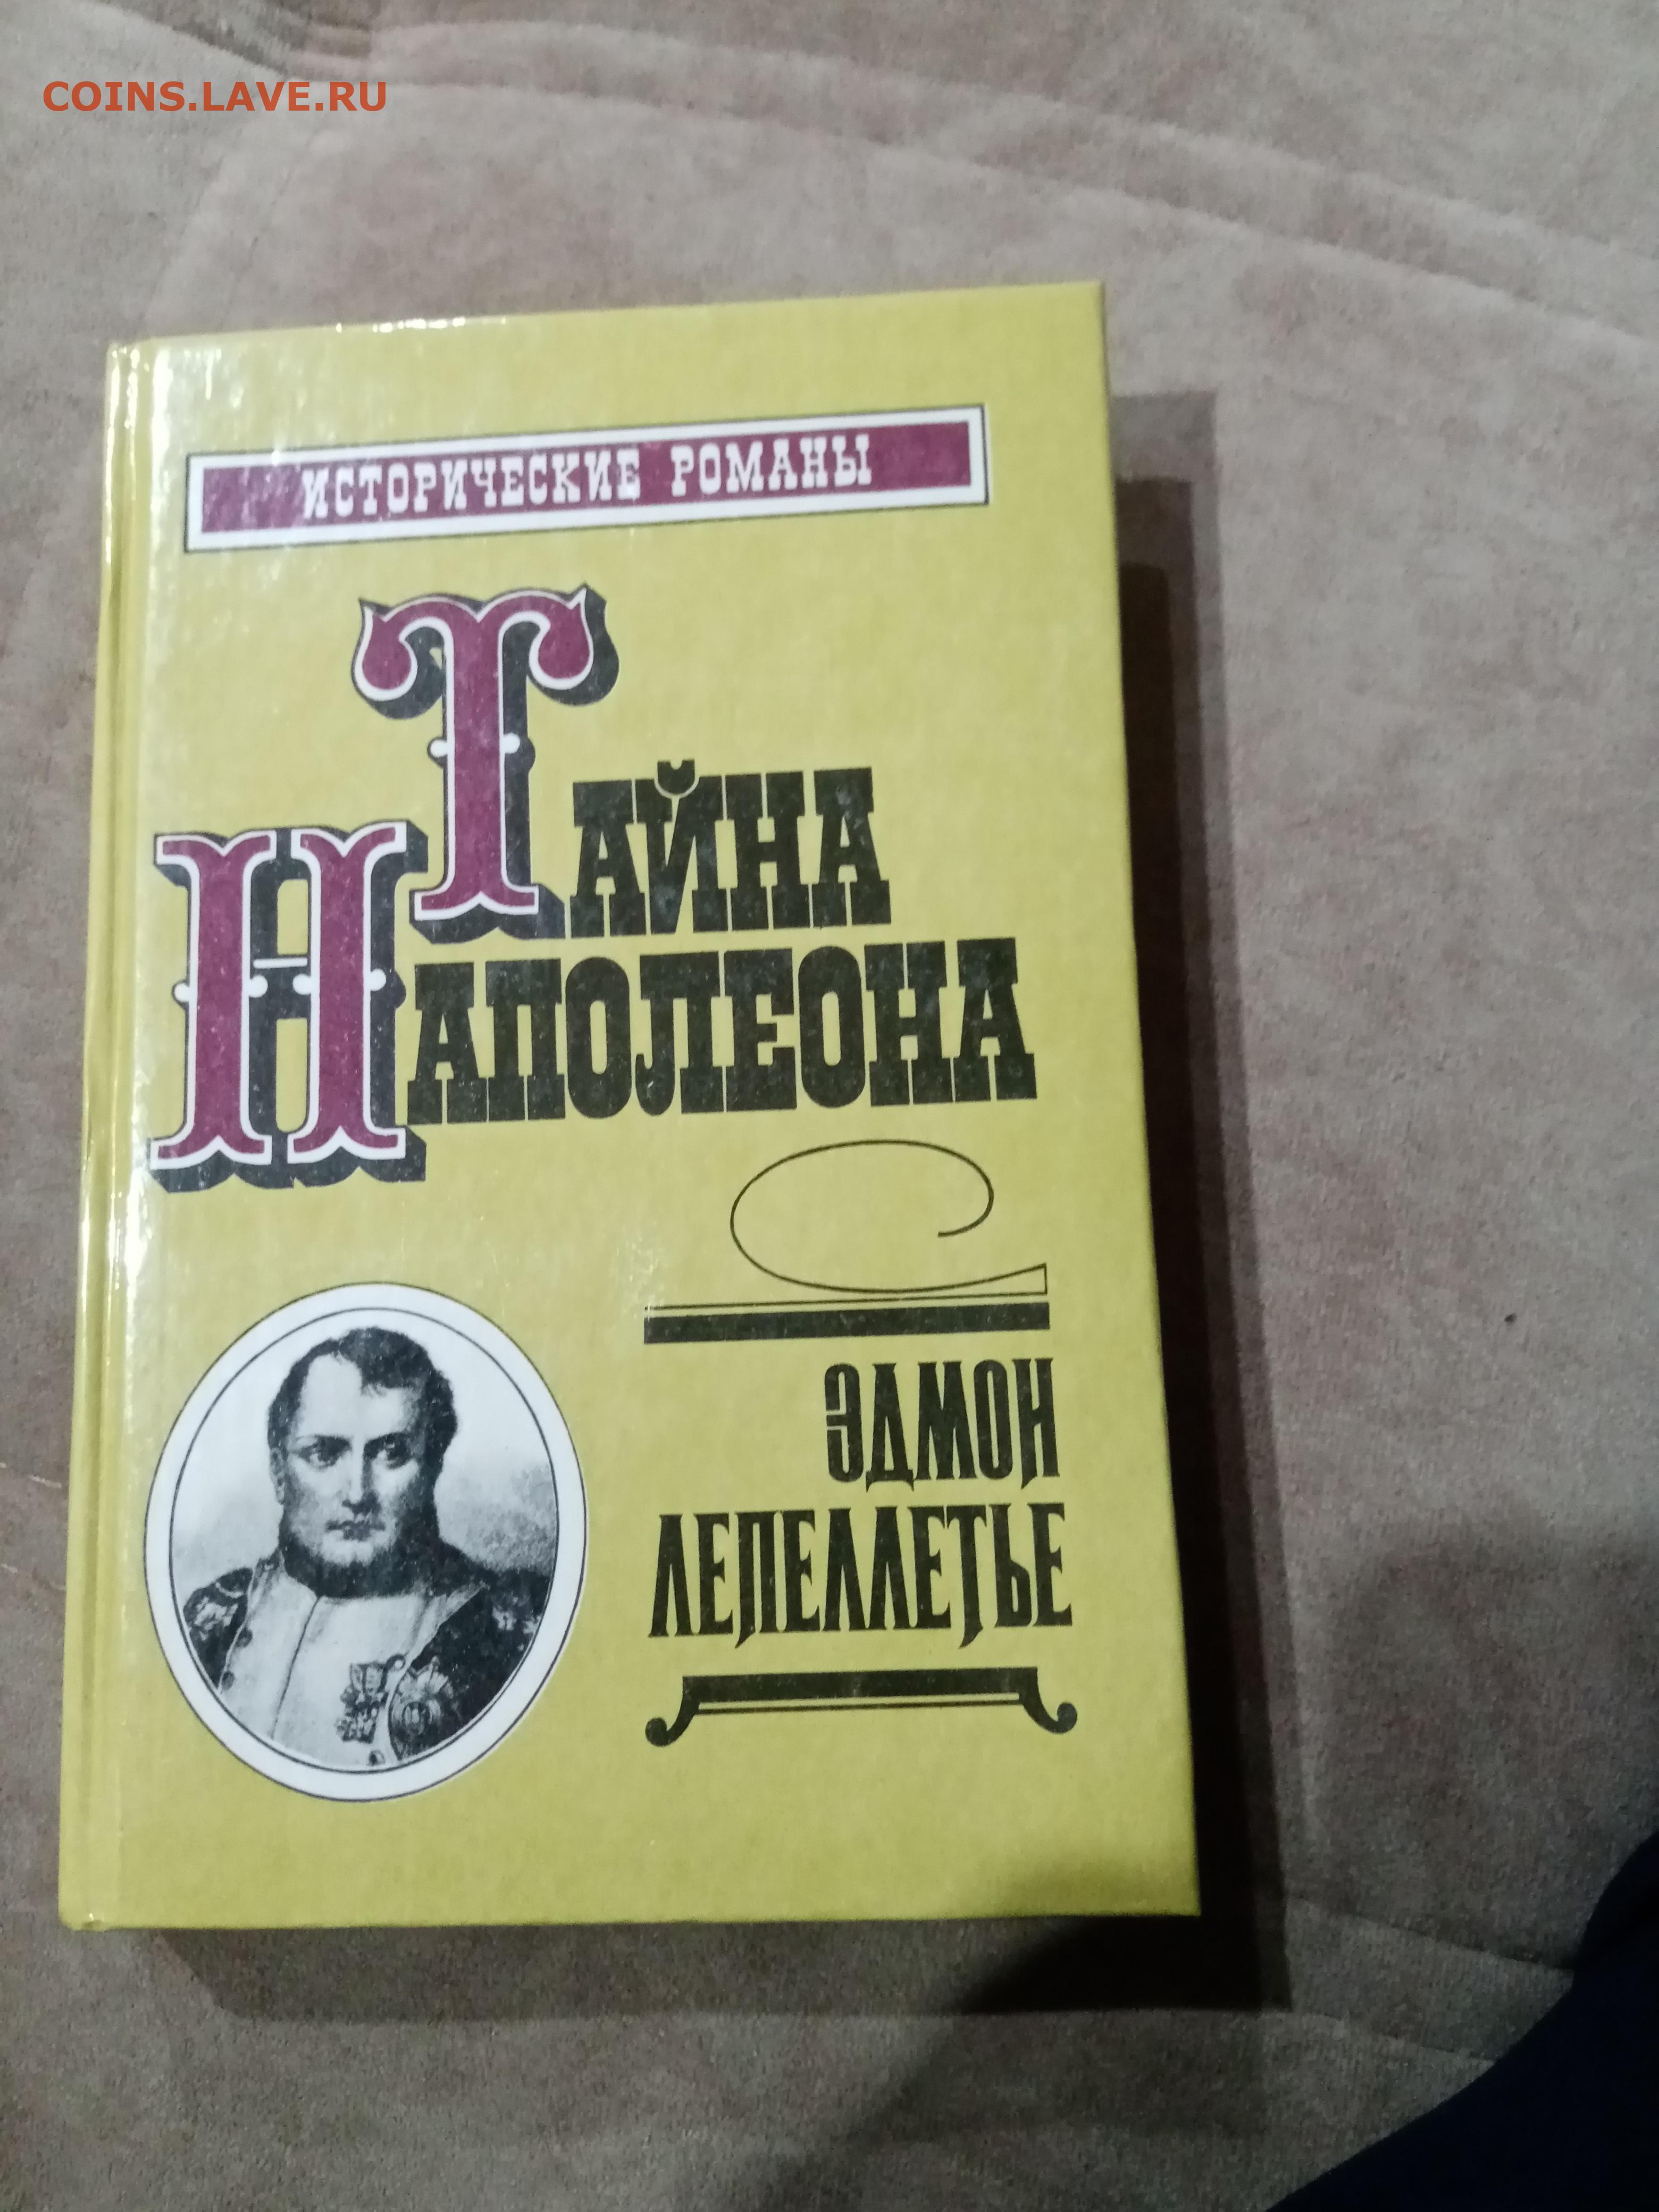 COINS.LAVE.RU
ИСТОРИЧЕСКИЕ РОМАНЫ
ТАЙНА
НАПОЛЕОНА
ЭДМОН
ЛЕПЕЛЛЕТЬЕ